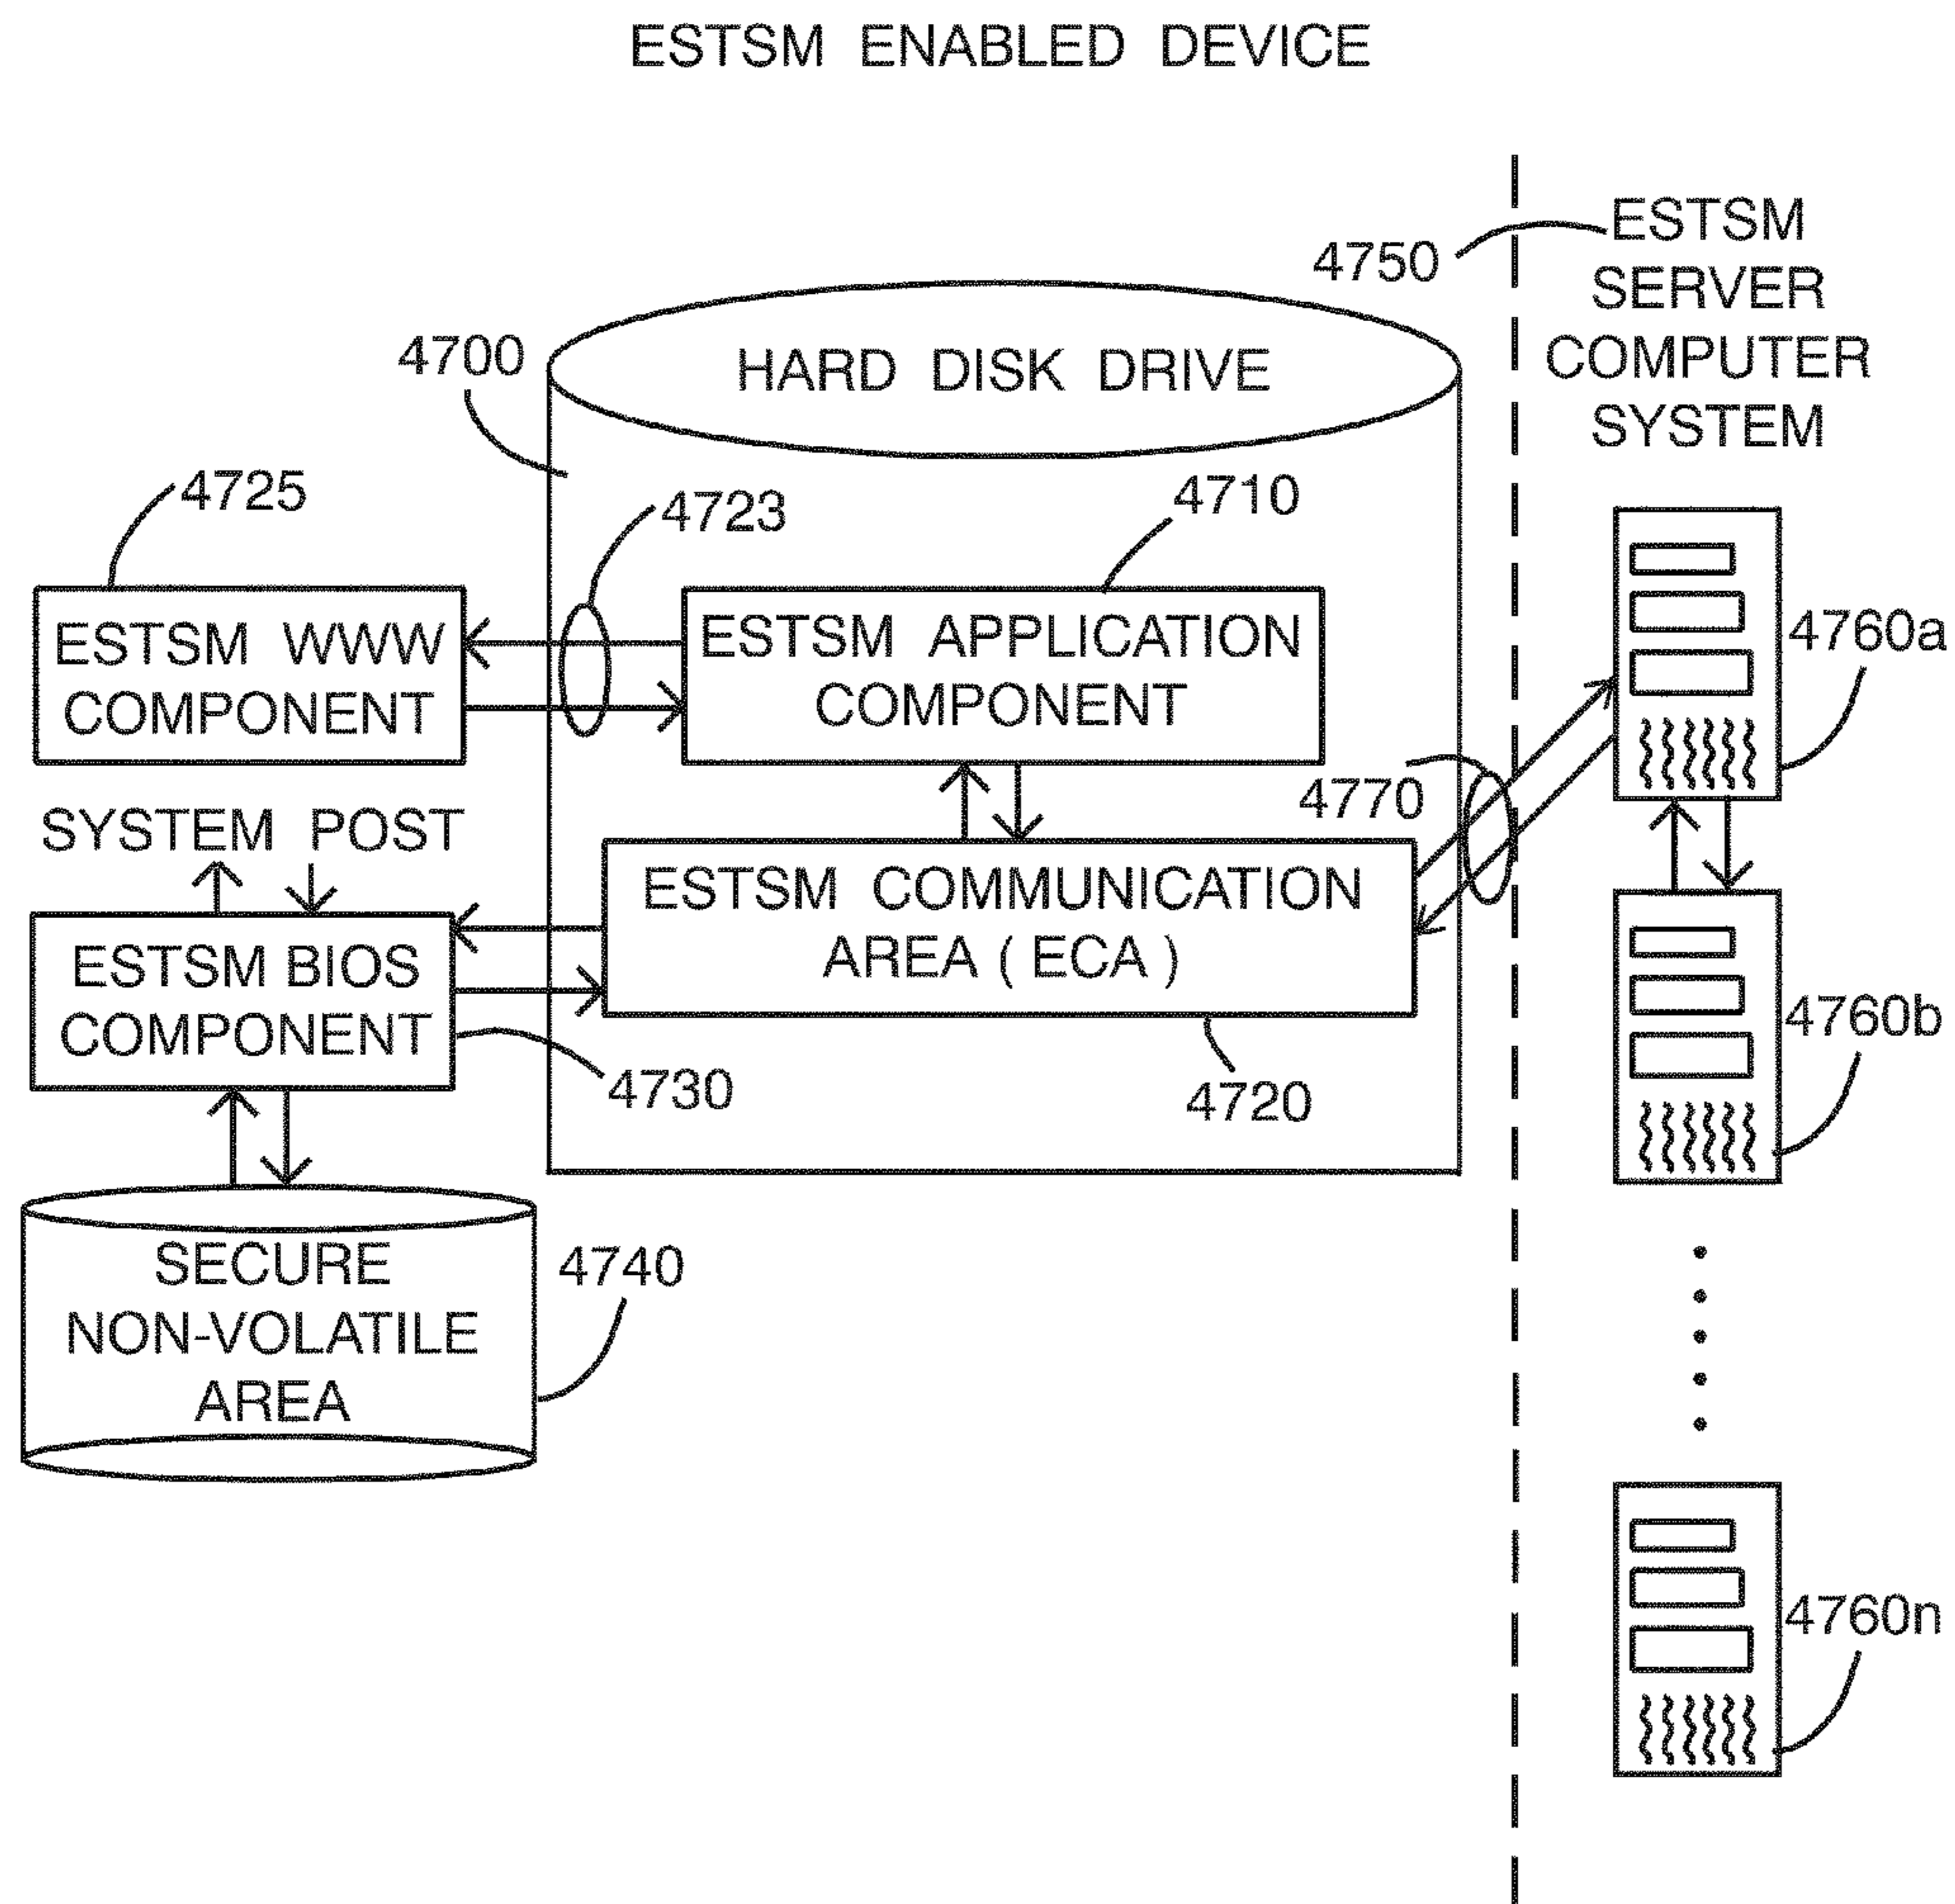 ESTSM ENABLED DEVICE
ESTSM
SERVER
COMPUTER
SYSTEM
4750
4700
HARD DISK DRIVE
4725
4723
4710
ESTSM WWW
COMPONENT
ESTSM APPLICATION
COMPONENT
4760a
4770
SYSTEM POST
ESTSM COMMUNICATION
AREA ( ECA )
ESTSM BIOS
COMPONENT
4730
4720
4760b
SECURE
NON-VOLATILE
AREA
4740
4760n